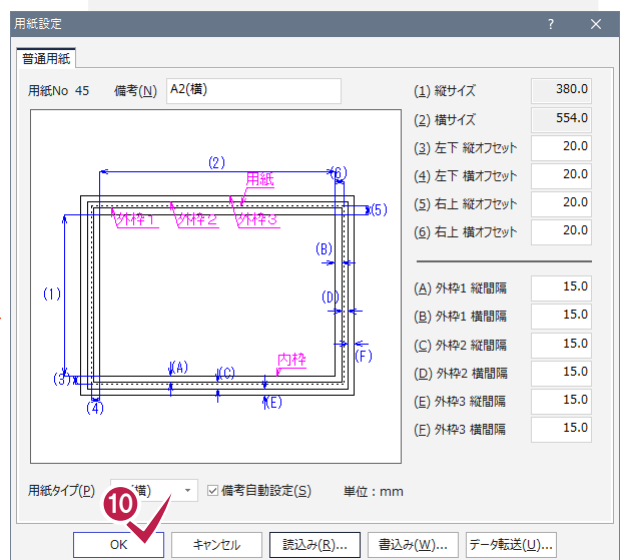 用紙設定 ? ×
普通用紙
用紙No 45 備考(N) A2(横)
(1) 縦サイズ 380.0
(2) 横サイズ 554.0
(3) 左下 縦オフセット 20.0
(4) 左下 横オフセット 20.0
(5) 右上 縦オフセット 20.0
(6) 右上 横オフセット 20.0
(A) 外枠1 縦間隔 15.0
(B) 外枠1 横間隔 15.0
(C) 外枠2 縦間隔 15.0
(D) 外枠2 横間隔 15.0
(E) 外枠3 縦間隔 15.0
(F) 外枠3 横間隔 15.0
(2)
用紙 (6)
外枠1 外枠2 外枠3 (5)
(B)
(1) (D)
内枠 (F)
(3) (A) (C)
(4) (E)
用紙タイプ(P) 横) 備考自動設定(S) 単位：mm
10
OK キャンセル 読込み(R)... 書込み(W)... データ転送(U)...